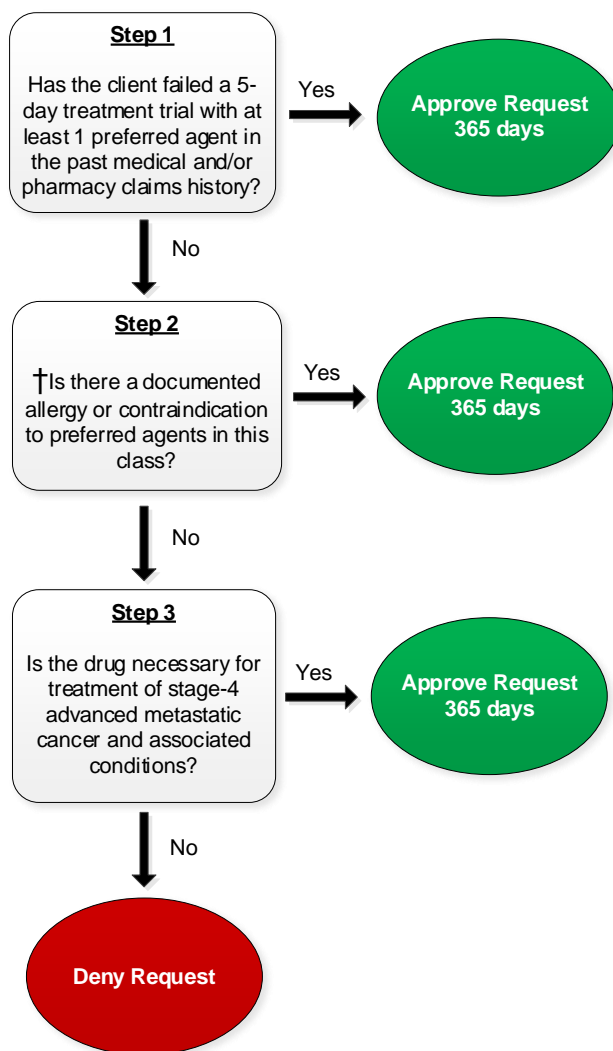 Step 1
Has the client failed a 5-
day treatment trial with at
least 1 preferred agent in
the past medical and/or
pharmacy claims history?
Yes
Approve Request
365 days
No
Step 2
†Is there a documented
allergy or contraindication
to preferred agents in this
class?
Yes
Approve Request
365 days
No
Step 3
Is the drug necessary for
treatment of stage-4
advanced metastatic
cancer and associated
conditions?
Yes
Approve Request
365 days
No
Deny Request